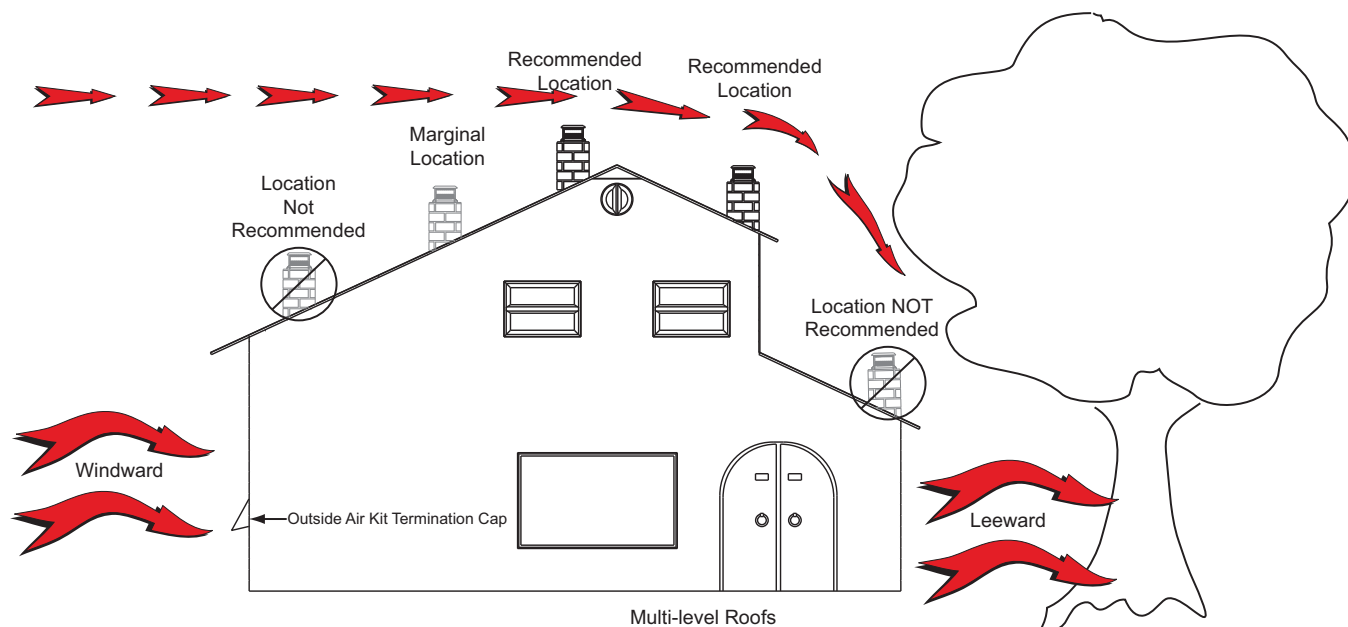 Recommended
Location
Recommended
Location
Marginal
Location
Location
Not
Recommended
Location NOT
Recommended
Windward
Outside Air Kit Termination Cap
Leeward
Multi-level Roofs